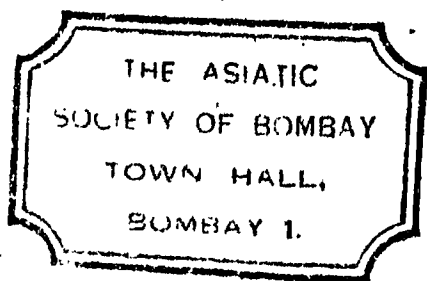 THE ASIATIC
SOCIETY OF BOMBAY
TOWN HALL,
BOMBAY 1.